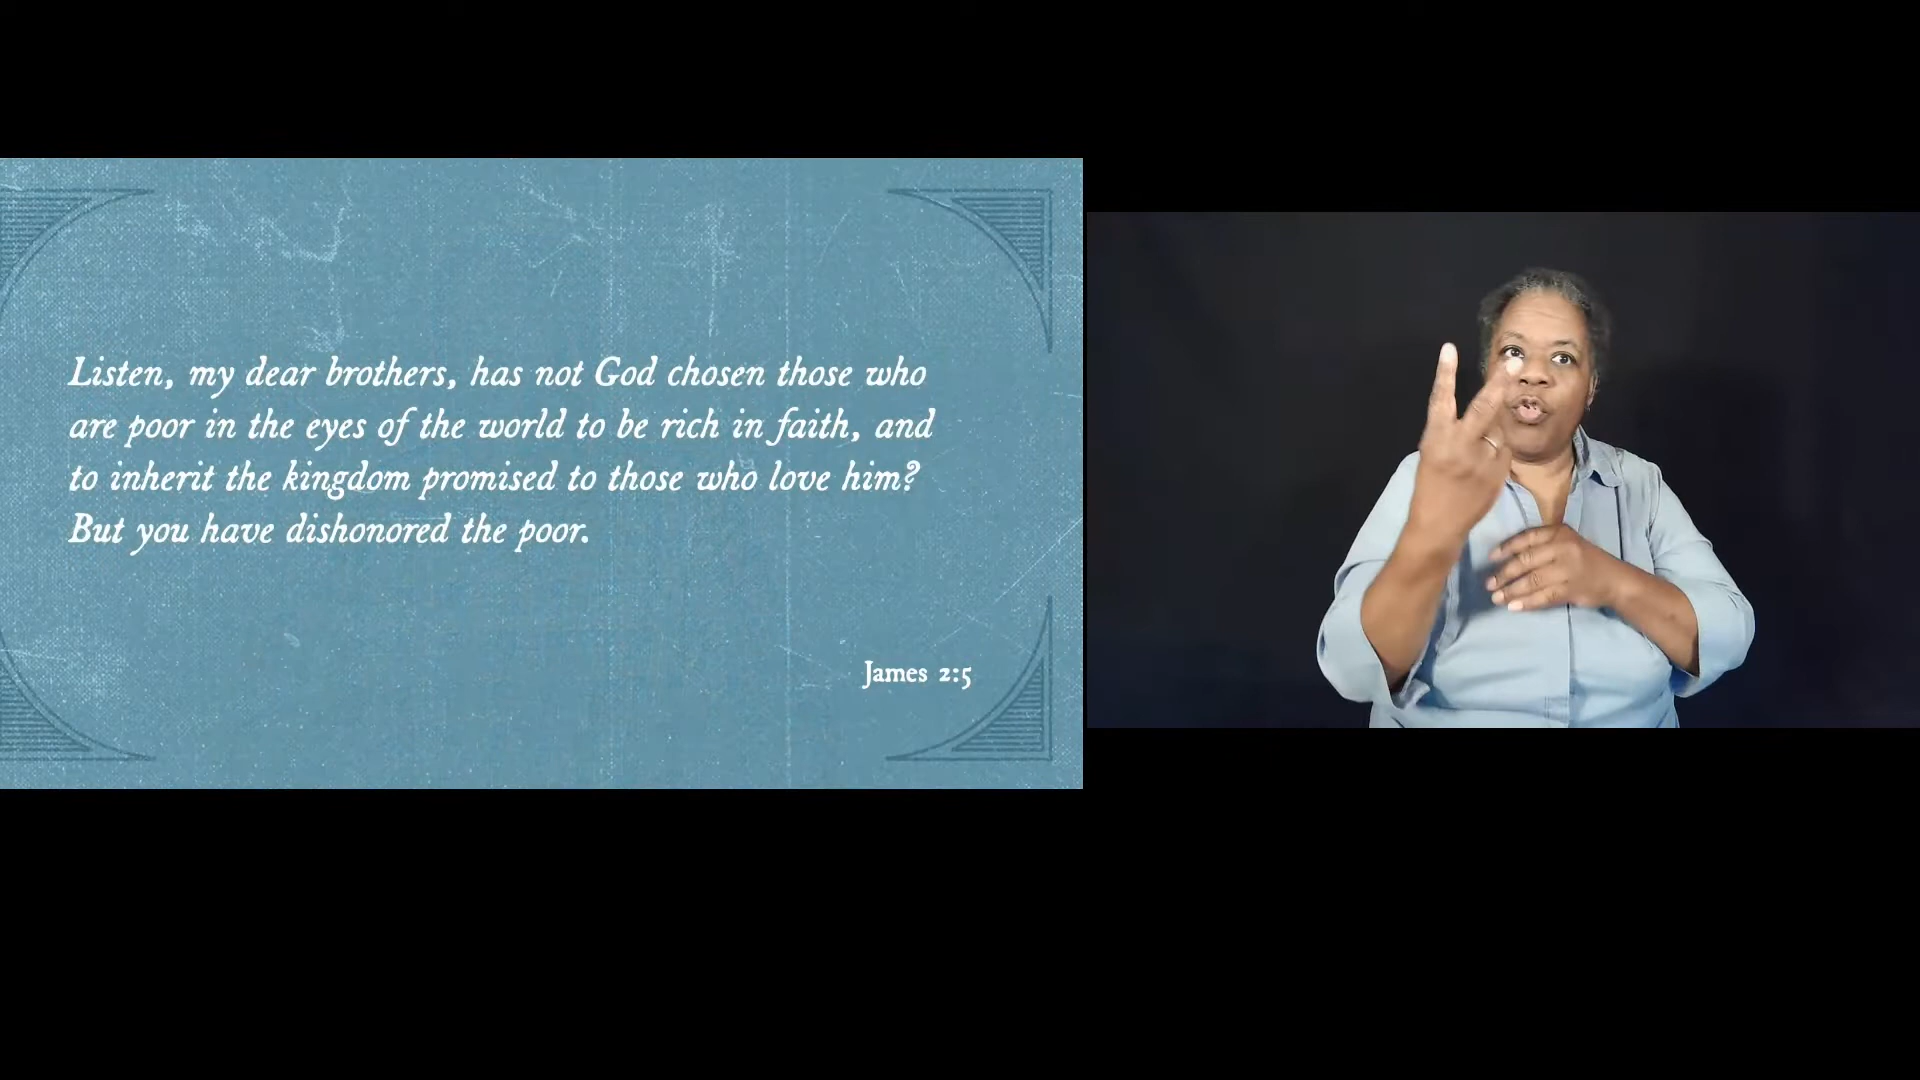 Listen, my dear brothers, has not God chosen those who
are poor in the eyes of the world to be rich in faith, and
to inherit the kingdom promised to those who love him?
But you have dishonored the poor.
James 2:5